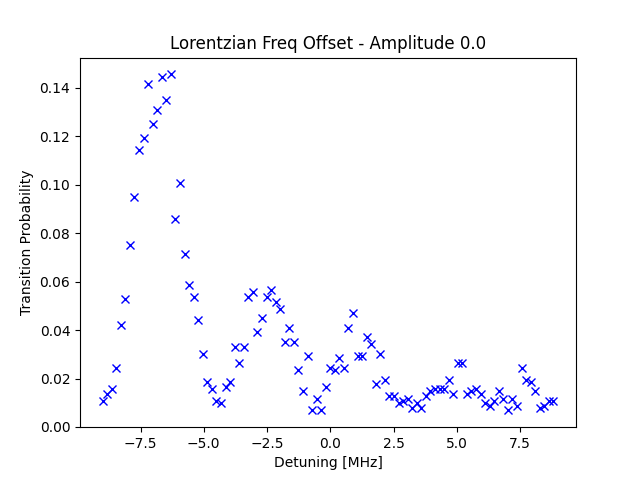 Lorentzian Freq Offset - Amplitude 0.0
Transition Probability
0.14
0.12
0.10
0.08
0.06
0.04
0.02
0.00
−7.5 −5.0 −2.5 0.0 2.5 5.0 7.5
Detuning [MHz]